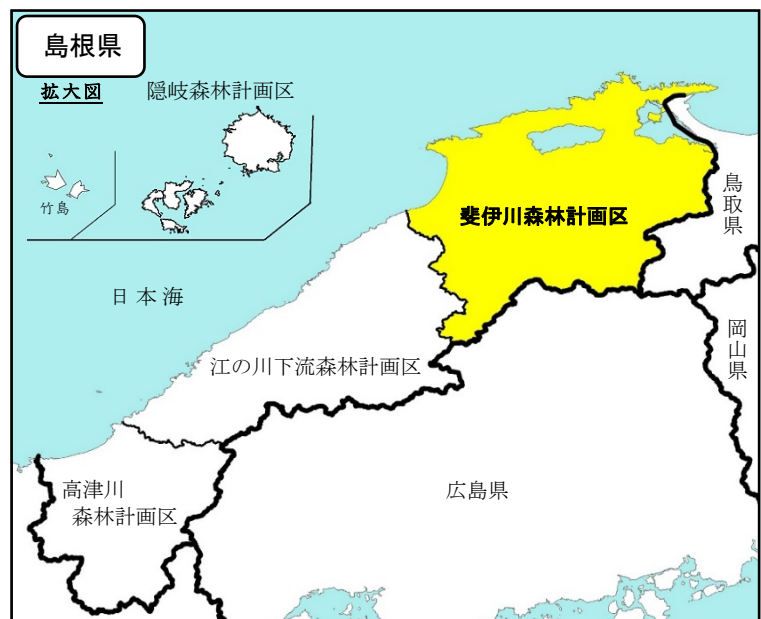 島根県
拡大図
隠岐森林計画区
竹島
斐伊川森林計画区
鳥取県
日本海
岡山県
江の川下流森林計画区
高津川
森林計画区
広島県